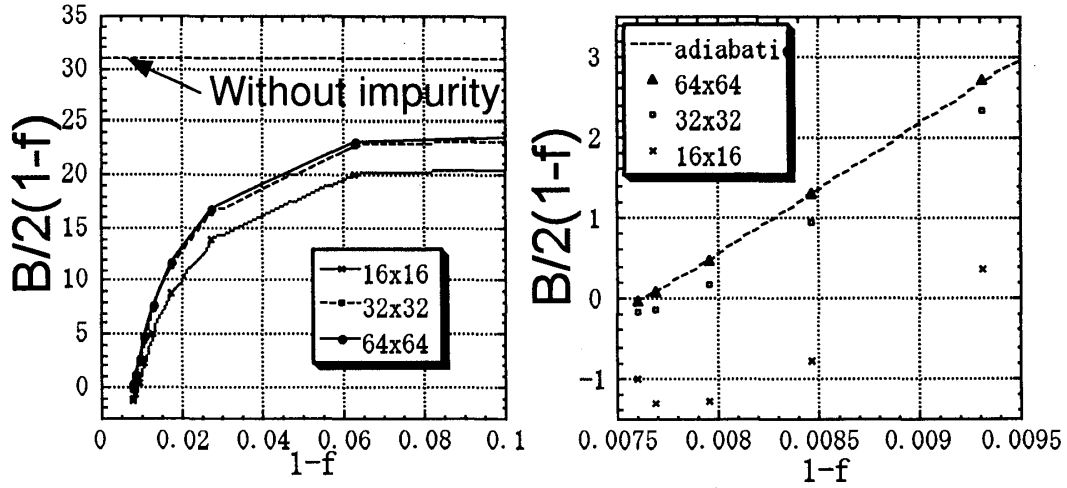 B/2(1-f)
35
30
25
20
15
10
5
0
Without impurity
16x16
32x32
64x64
0 0.02 0.04 0.06 0.08 0.1
1-f
B/2(1-f)
3
2
1
0
-1
adiabati
64x64
32x32
16x16
0.0075 0.008 0.0085 0.009 0.0095
1-f